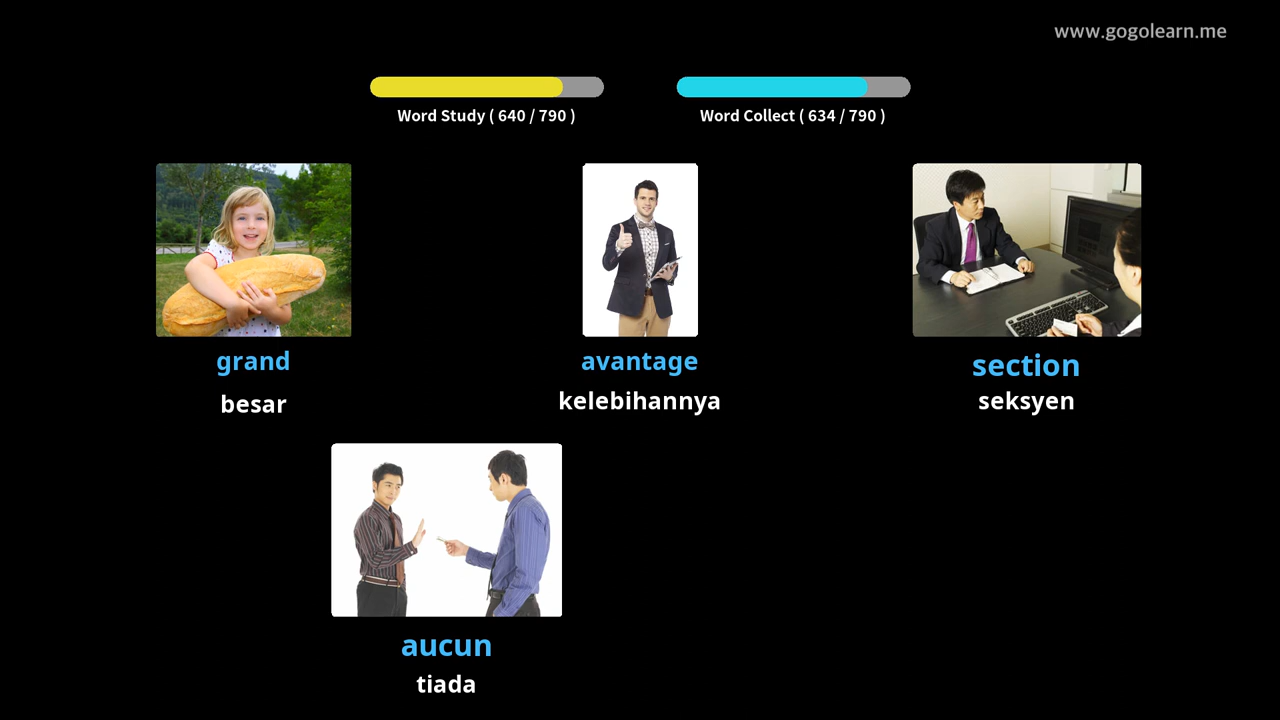 www.gogolearn.me
Word Study ( 640 / 790 )
Word Collect ( 634 / 790 )
grand
besar
avantage
kelebihannya
section
seksyen
aucun
tiada